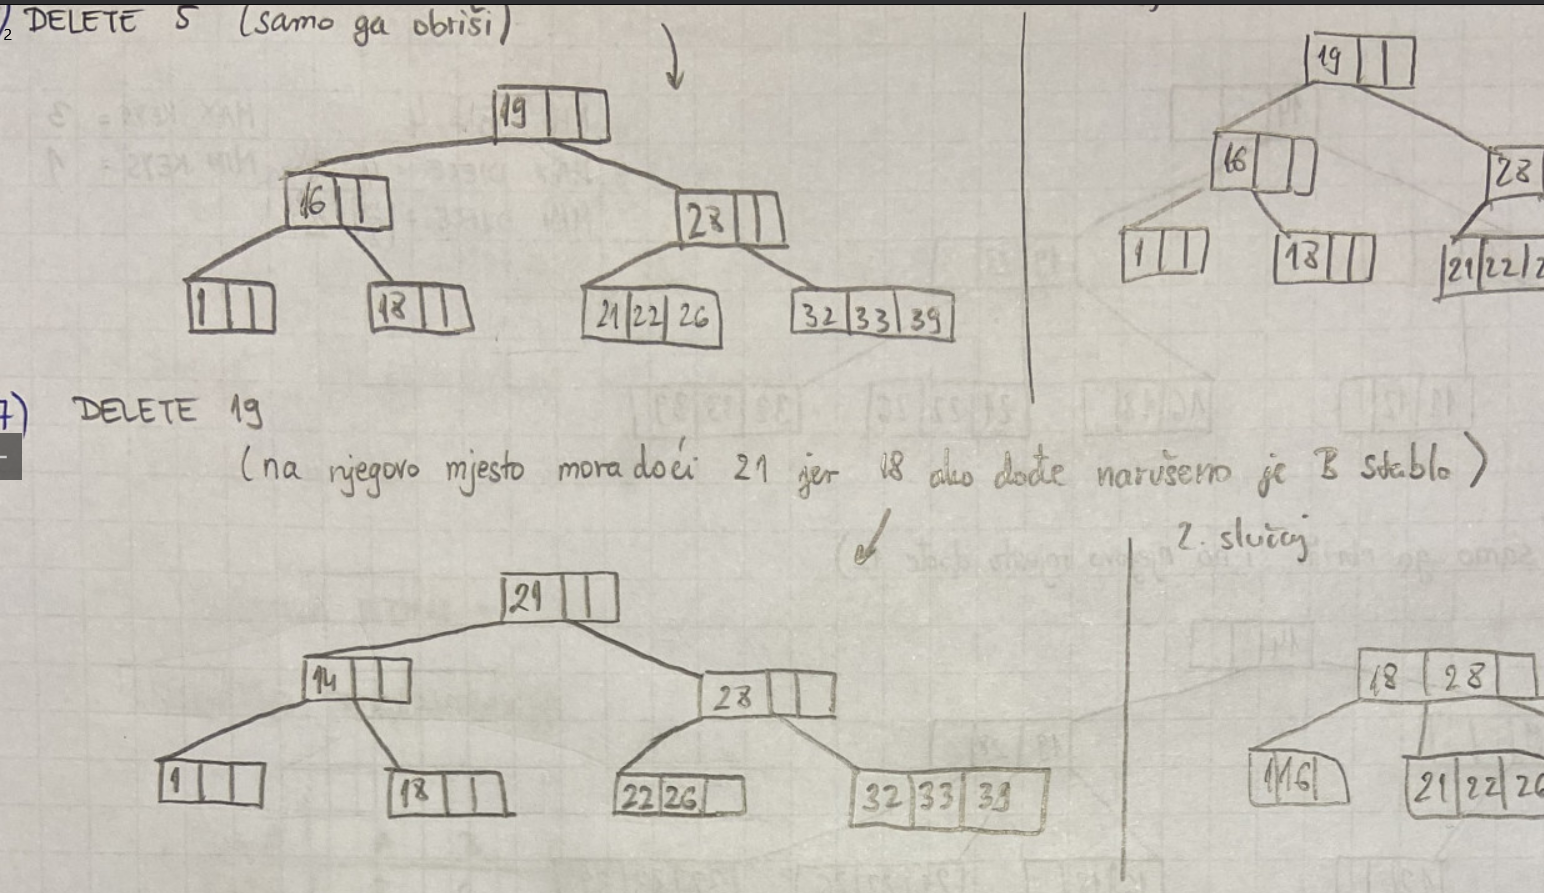 2
DELETE 5 (samo ga obriši)
19
16
28
1
18
21 22 26
32 33 39
19
16
28
1
18
21 22 2
7) DELETE 19
(na njegovo mjesto mora doći 21 jer 18 ako dođe narušeno je B stablo)
2. slučaj
21
14
28
1
18
22 26
32 33 39
18 28
1 16
21 22 26